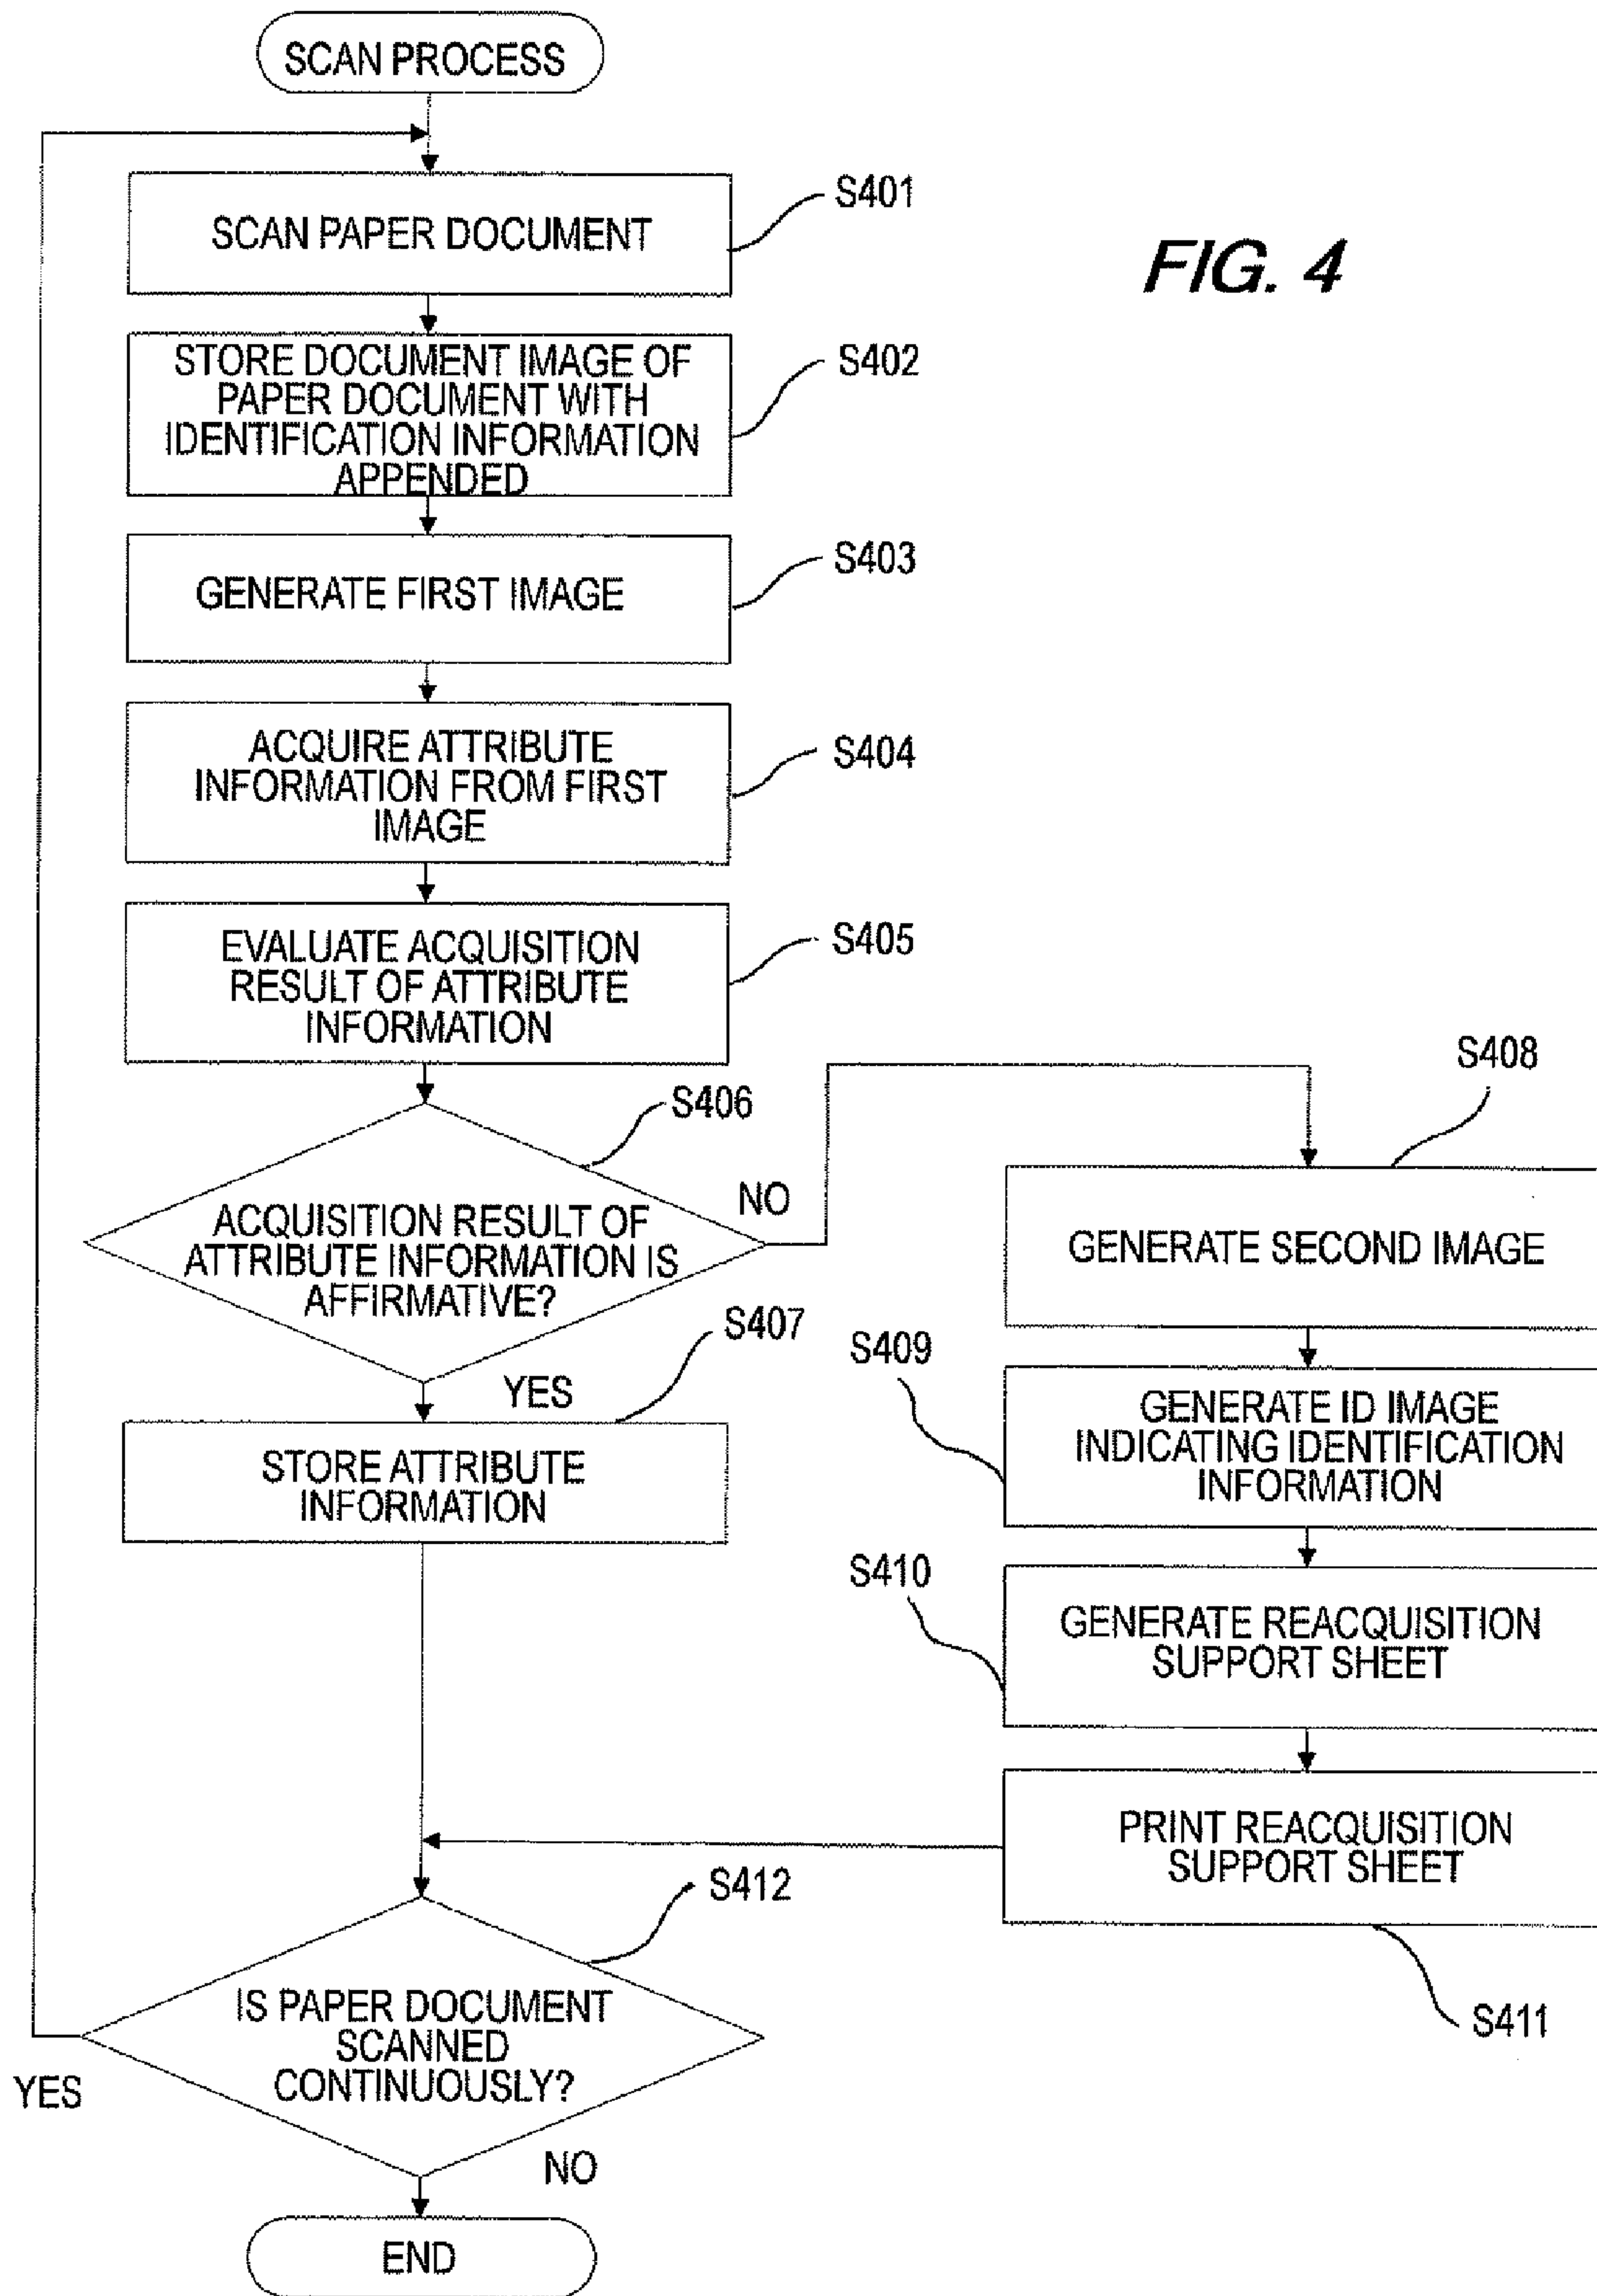 SCAN PROCESS
SCAN PAPER DOCUMENT
S401
FIG. 4
STORE DOCUMENT IMAGE OF
PAPER DOCUMENT WITH
IDENTIFICATION INFORMATION
APPENDED
S402
GENERATE FIRST IMAGE
S403
ACQUIRE ATTRIBUTE
INFORMATION FROM FIRST
IMAGE
S404
EVALUATE ACQUISITION
RESULT OF ATTRIBUTE
INFORMATION
S405
S406
ACQUISITION RESULT OF
ATTRIBUTE INFORMATION IS
AFFIRMATIVE?
NO
YES
S407
STORE ATTRIBUTE
INFORMATION
S408
GENERATE SECOND IMAGE
S409
GENERATE ID IMAGE
INDICATING IDENTIFICATION
INFORMATION
S410
GENERATE REACQUISITION
SUPPORT SHEET
PRINT REACQUISITION
SUPPORT SHEET
S411
S412
IS PAPER DOCUMENT
SCANNED
CONTINUOUSLY?
YES
NO
END